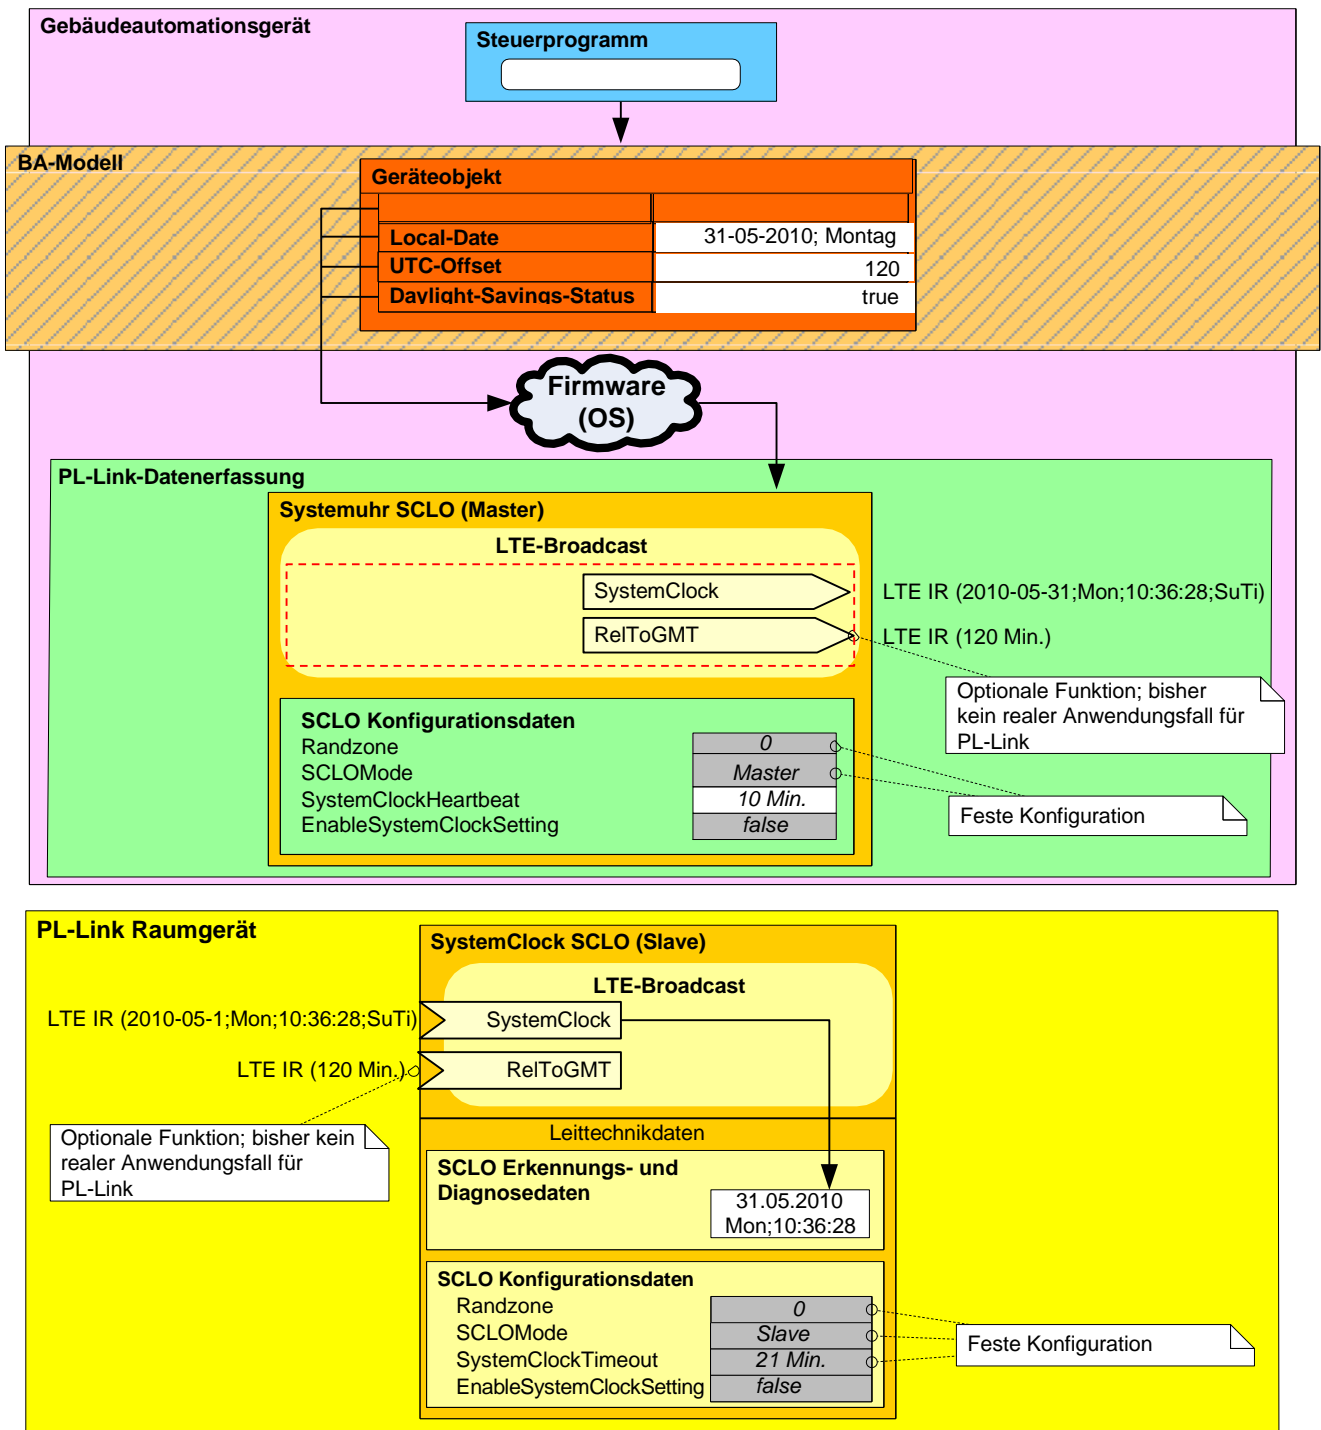 Gebäudeautomationsgerät
Steuerprogramm
BA-Modell
Geräteobjekt
Local-Date 31-05-2010; Montag
UTC-Offset 120
Daylight-Savings-Status true
Firmware
(OS)
PL-Link-Datenerfassung
Systemuhr SCLO (Master)
LTE-Broadcast
SystemClock LTE IR (2010-05-31;Mon;10:36:28;SuTi)
RelToGMT LTE IR (120 Min.)
Optionale Funktion; bisher
kein realer Anwendungsfall für
PL-Link
SCLO Konfigurationsdaten
Randzone 0
SCLOMode Master
SystemClockHeartbeat 10 Min.
EnableSystemClockSetting false
Feste Konfiguration
PL-Link Raumgerät
SystemClock SCLO (Slave)
LTE-Broadcast
LTE IR (2010-05-1;Mon;10:36:28;SuTi) SystemClock
LTE IR (120 Min.) RelToGMT
Optionale Funktion; bisher kein
realer Anwendungsfall für
PL-Link
Leittechnikdaten
SCLO Erkennungs- und
Diagnosedaten
31.05.2010
Mon;10:36:28
SCLO Konfigurationsdaten
Randzone 0
SCLOMode Slave
SystemClockTimeout 21 Min.
EnableSystemClockSetting false
Feste Konfiguration